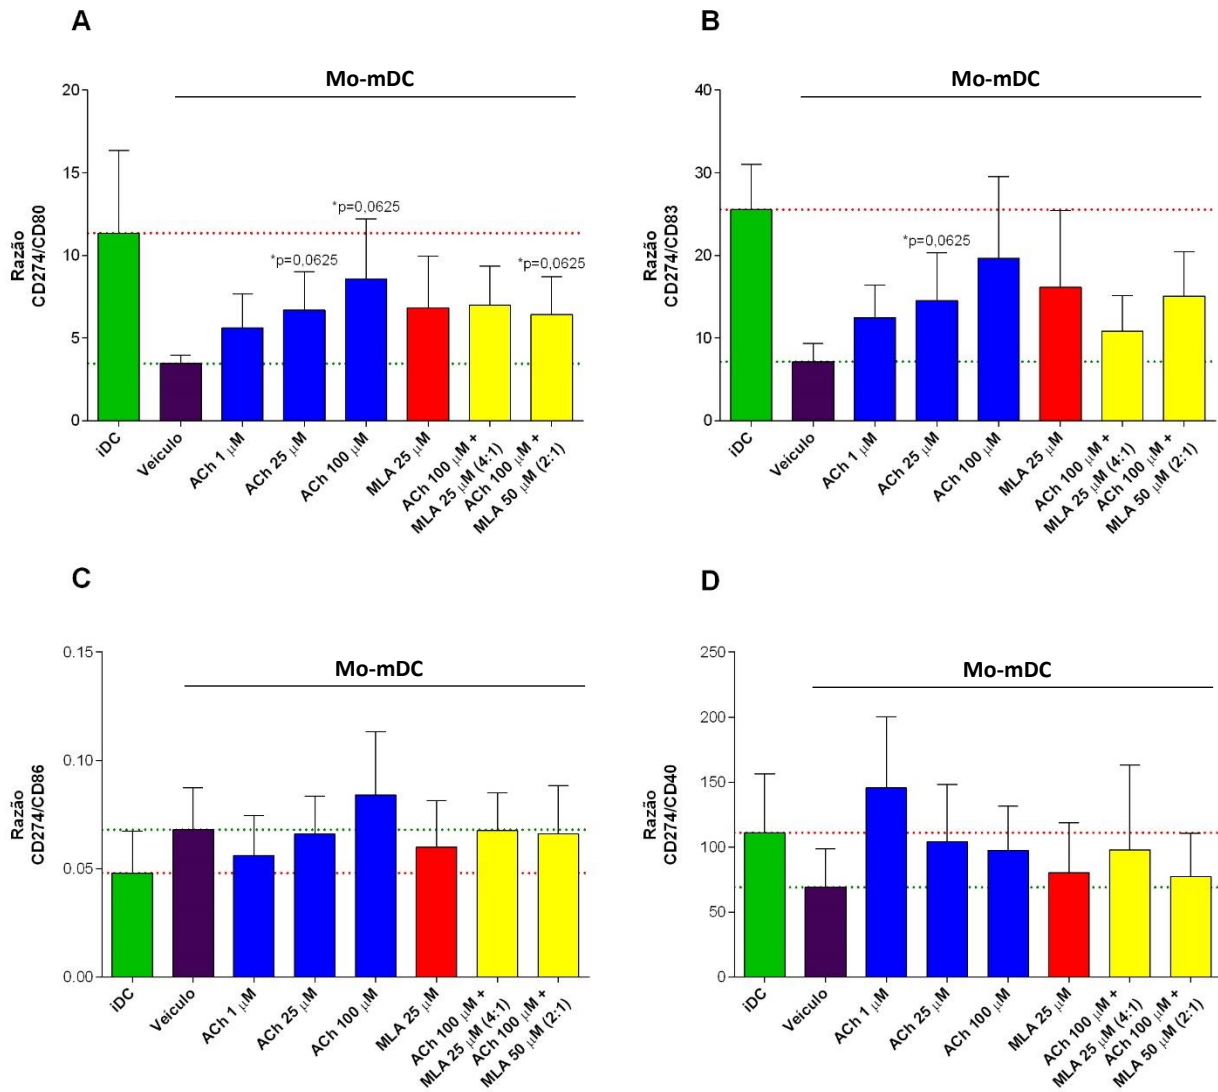 A
Mo-mDC
Razão
CD274/CD80
20
15
10
5
0
*p=0,0625
*p=0,0625
*p=0,0625
iDC
Veículo
ACh 1 μM
ACh 25 μM
ACh 100 μM
MLA 25 μM
ACh 100 μM +
MLA 25 μM (4:1)
ACh 100 μM +
MLA 50 μM (2:1)
B
Mo-mDC
Razão
CD274/CD83
40
30
20
10
0
*p=0,0625
iDC
Veículo
ACh 1 μM
ACh 25 μM
ACh 100 μM
MLA 25 μM
ACh 100 μM +
MLA 25 μM (4:1)
ACh 100 μM +
MLA 50 μM (2:1)
C
Mo-mDC
Razão
CD274/CD86
0.15
0.10
0.05
0.00
iDC
Veículo
ACh 1 μM
ACh 25 μM
ACh 100 μM
MLA 25 μM
ACh 100 μM +
MLA 25 μM (4:1)
ACh 100 μM +
MLA 50 μM (2:1)
D
Mo-mDC
Razão
CD274/CD40
250
200
150
100
50
0
iDC
Veículo
ACh 1 μM
ACh 25 μM
ACh 100 μM
MLA 25 μM
ACh 100 μM +
MLA 25 μM (4:1)
ACh 100 μM +
MLA 50 μM (2:1)